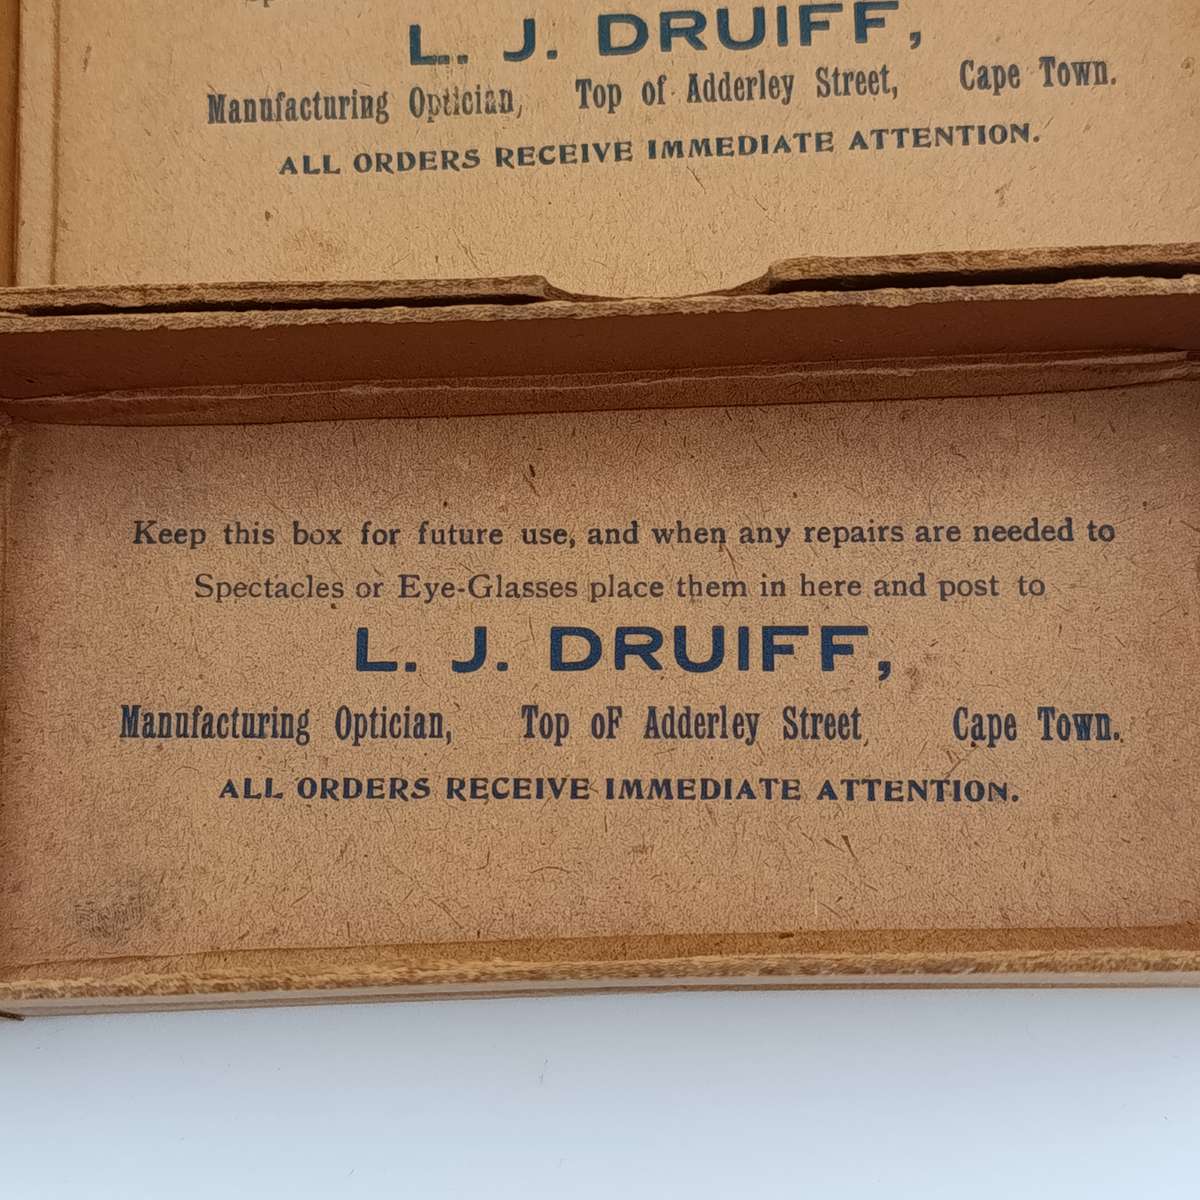 L. J. DRUIFF,
Manufacturing Optician, Top of Adderley Street, Cape Town.
ALL ORDERS RECEIVE IMMEDIATE ATTENTION.
Keep this box for future use, and when any repairs are needed to
Spectacles or Eye-Glasses place them in here and post to
L. J. DRUIFF,
Manufacturing Optician, Top oF Adderley Street, Cape Town.
ALL ORDERS RECEIVE IMMEDIATE ATTENTION.